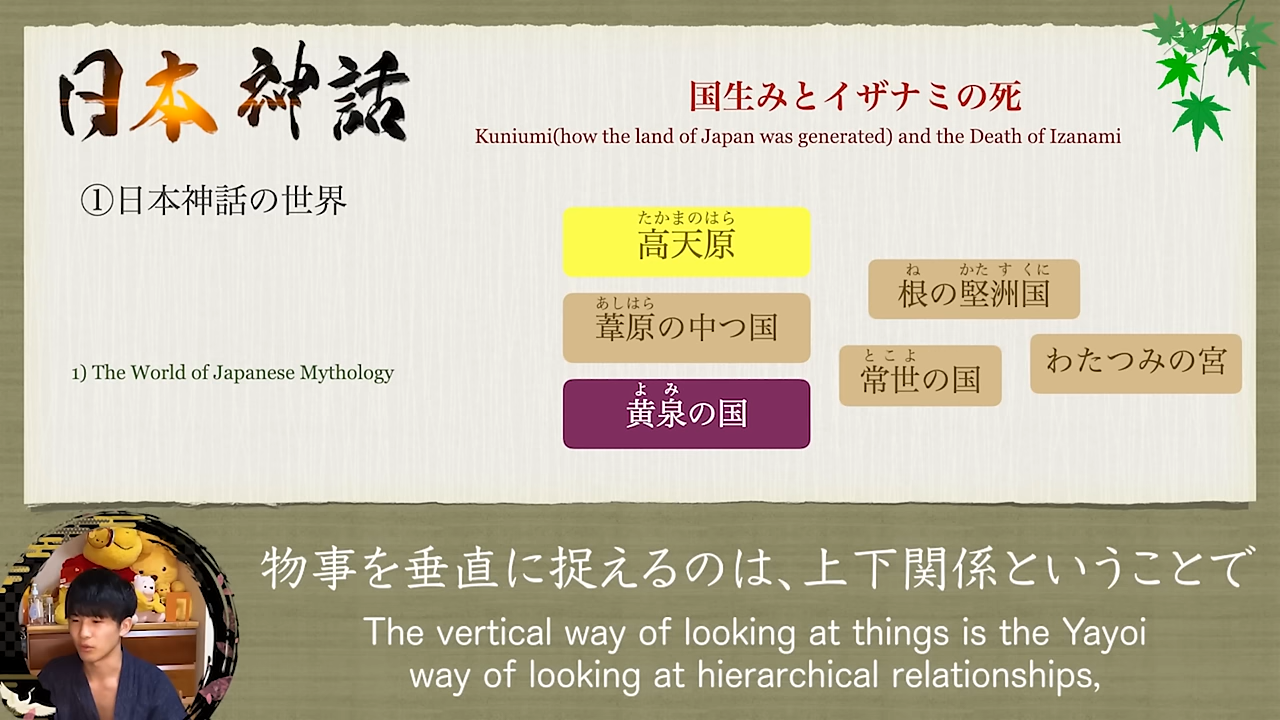 日本神話
国生みとイザナミの死
Kuniumi(how the land of Japan was generated) and the Death of Izanami
①日本神話の世界
1) The World of Japanese Mythology
たかまのはら
高天原
あしはら
葦原の中つ国
よみ
黄泉の国
ね かた す くに
根の堅洲国
とこよ
常世の国
わたつみの宮
物事を垂直に捉えるのは、上下関係ということで
The vertical way of looking at things is the Yayoi
way of looking at hierarchical relationships,